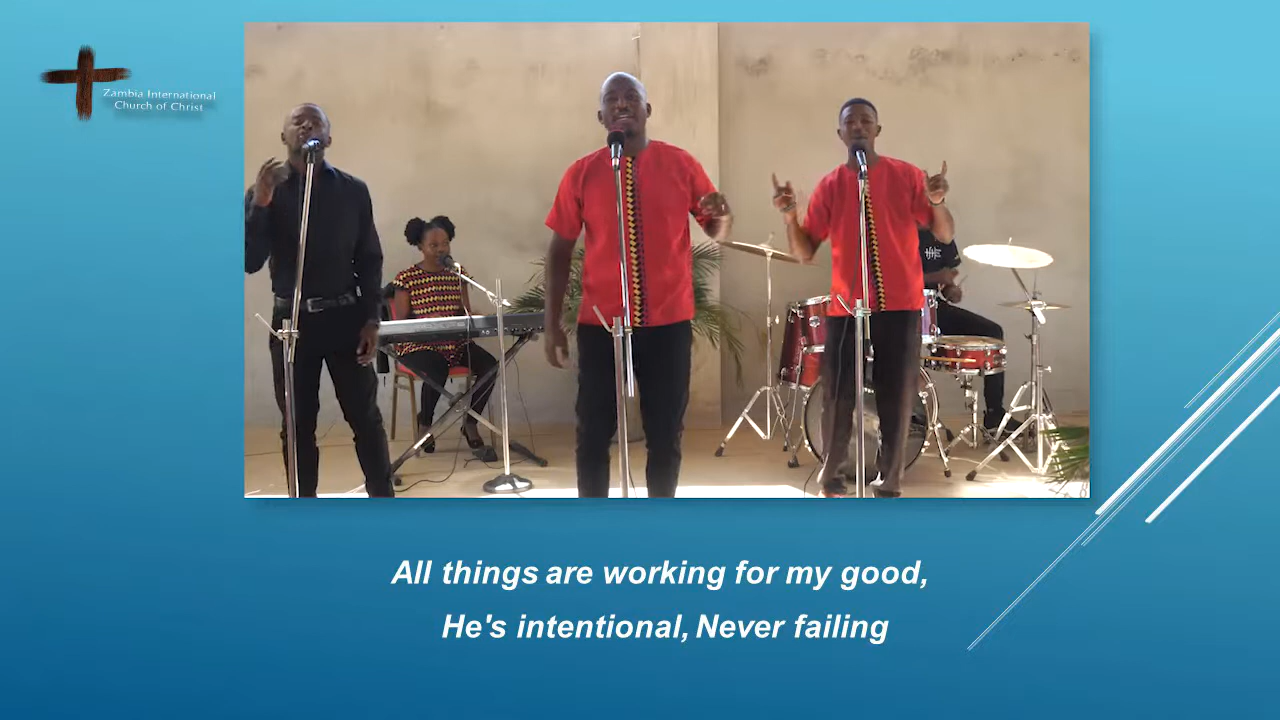 Zambia International
Church of Christ
All things are working for my good,
He's intentional, Never failing